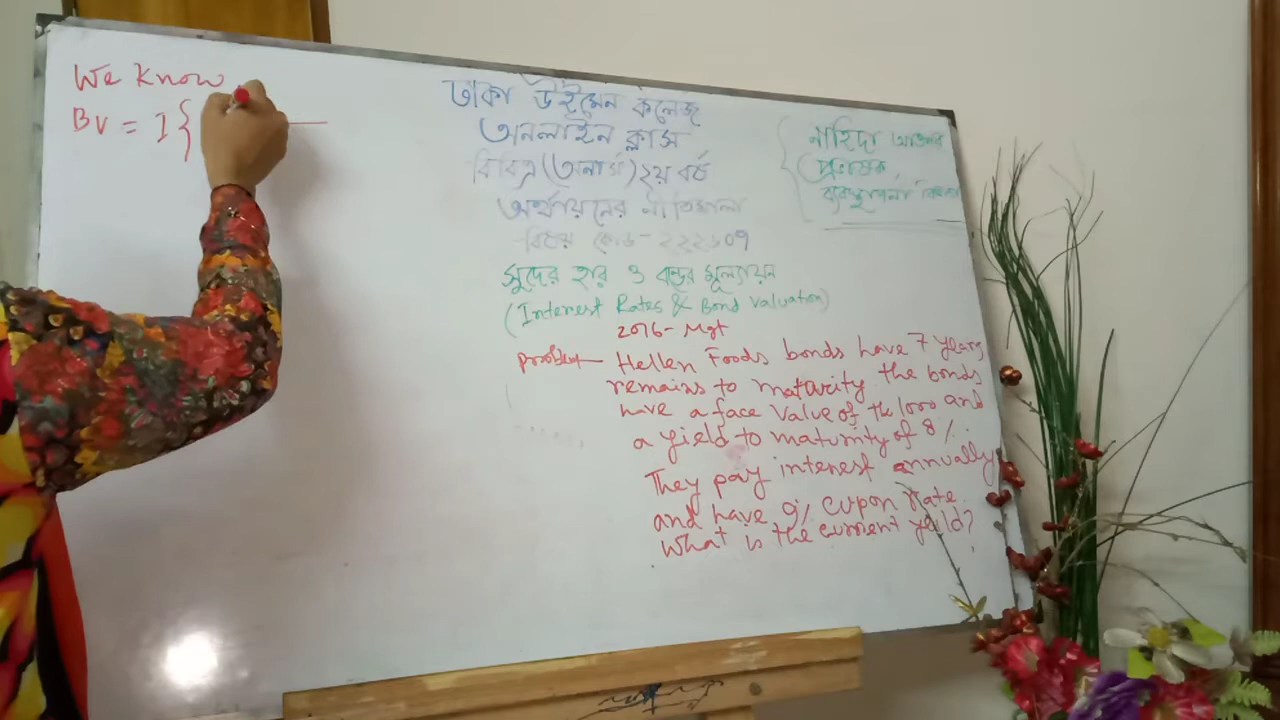 We Know
BV = I {
ঢাকা উইমেন কলেজ
অনলাইন ক্লাস
বিবিএ (অনার্স) ২য় বর্ষ
অর্থায়নের নীতিমালা
বিষয় কোড - ২২২৬০৭
সুদের হার ও বন্ডের মূল্যায়ন
(Interest Rates & Bond Valuation)
2016 - Mgt
Problem — Hellen Foods bonds have 7 years
remains to maturity the bonds
have a face value of tk 1000 and
a yield to maturity of 8%.
They pay interest annually
and have 9% cupon rate.
What is the current yeild?
নাহিদা আক্তার
প্রভাষক
ব্যবস্থাপনা বিভাগ